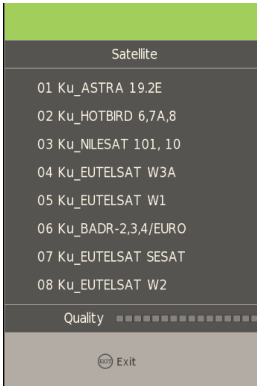 Satellite
01 Ku_ASTRA 19.2E
02 Ku_HOTBIRD 6,7A,8
03 Ku_NILESAT 101, 10
04 Ku_EUTELSAT W3A
05 Ku_EUTELSAT W1
06 Ku_BADR-2,3,4/EURO
07 Ku_EUTELSAT SESAT
08 Ku_EUTELSAT W2
Quality
EXIT Exit